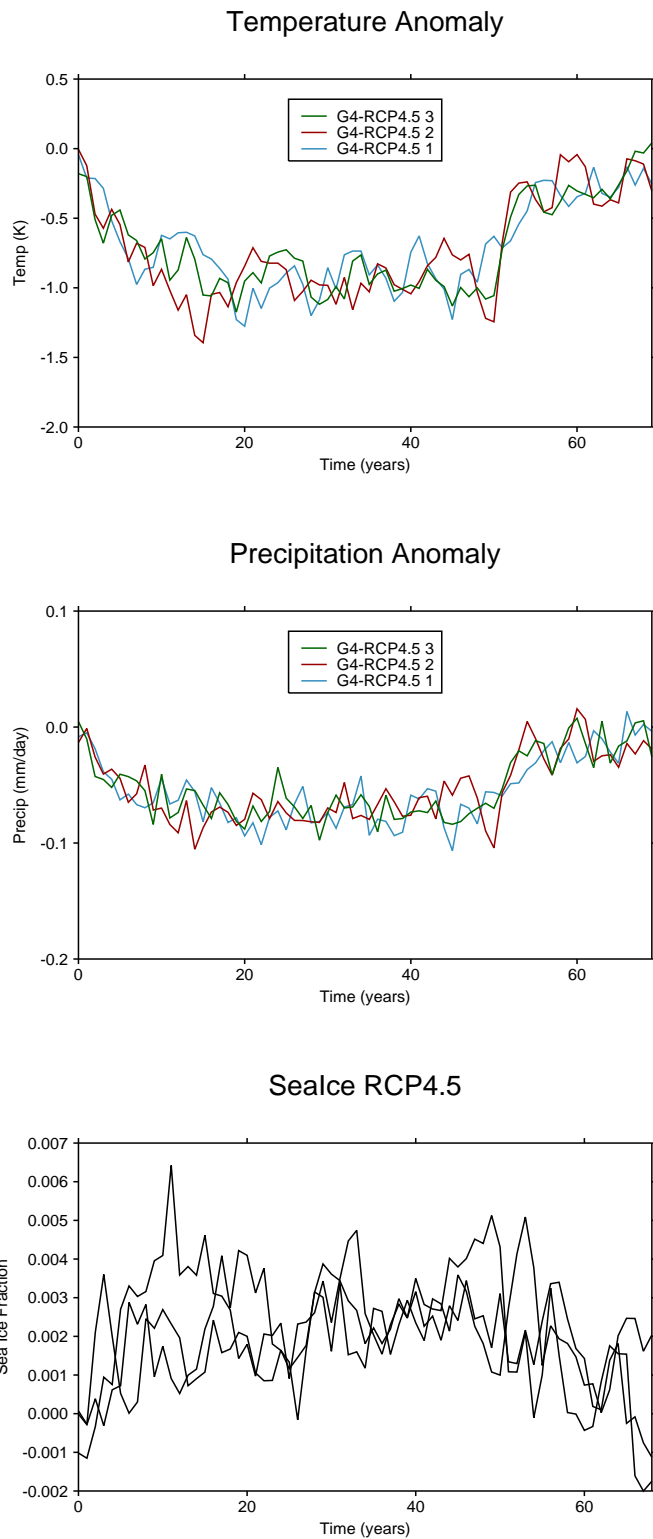 Temperature Anomaly
0.5
G4-RCP4.5 3
G4-RCP4.5 2
G4-RCP4.5 1
0.0
-0.5
Temp (K)
-1.0
-1.5
-2.0
0 20 40 60
Time (years)
Precipitation Anomaly
0.1
G4-RCP4.5 3
G4-RCP4.5 2
G4-RCP4.5 1
0.0
Precip (mm/day)
-0.1
-0.2
0 20 40 60
Time (years)
SeaIce RCP4.5
0.007
0.006
0.005
0.004
0.003
Sea Ice Fraction
0.002
0.001
0.000
-0.001
-0.002
0 20 40 60
Time (years)